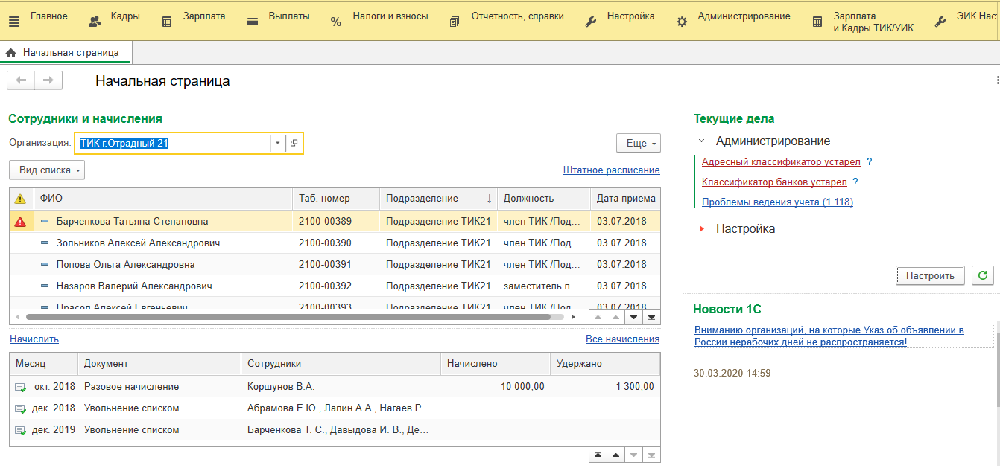 Главное
Кадры
Зарплата
Выплаты
% Налоги и взносы
Отчетность, справки
Настройка
Администрирование
Зарплата
и Кадры ТИК/УИК
ЭИК
Начальная страница
Начальная страница
Сотрудники и начисления
Организация: ТИК г.Отрадный 21
Еще
Вид списка
Штатное расписание
ФИО Таб. номер Подразделение ↓ Должность Дата приема
Барченкова Татьяна Степановна 2100-00389 Подразделение ТИК21 член ТИК /Под... 03.07.2018
Зольников Алексей Александрович 2100-00390 Подразделение ТИК21 член ТИК /Под... 03.07.2018
Попова Ольга Александровна 2100-00391 Подразделение ТИК21 член ТИК /Под... 03.07.2018
Назаров Валерий Александрович 2100-00392 Подразделение ТИК21 заместитель п... 03.07.2018
Прасол Алексей Евгеньевич 2100-00393 Подразделение ТИК21 член ТИК /Под... 03.07.2018
Начислить
Все начисления
Месяц Документ Сотрудники Начислено Удержано
окт. 2018 Разовое начисление Коршунов В.А. 10 000,00 1 300,00
дек. 2018 Увольнение списком Абрамова Е.Ю., Лапин А.А., Нагаев Р....
дек. 2019 Увольнение списком Барченкова Т. С., Давыдова И. В., Де...
Текущие дела
Администрирование
Адресный классификатор устарел ?
Классификатор банков устарел ?
Проблемы ведения учета (1 118)
Настройка
Настроить
Новости 1С
Вниманию организаций, на которые Указ об объявлении в
России нерабочих дней не распространяется!
30.03.2020 14:59